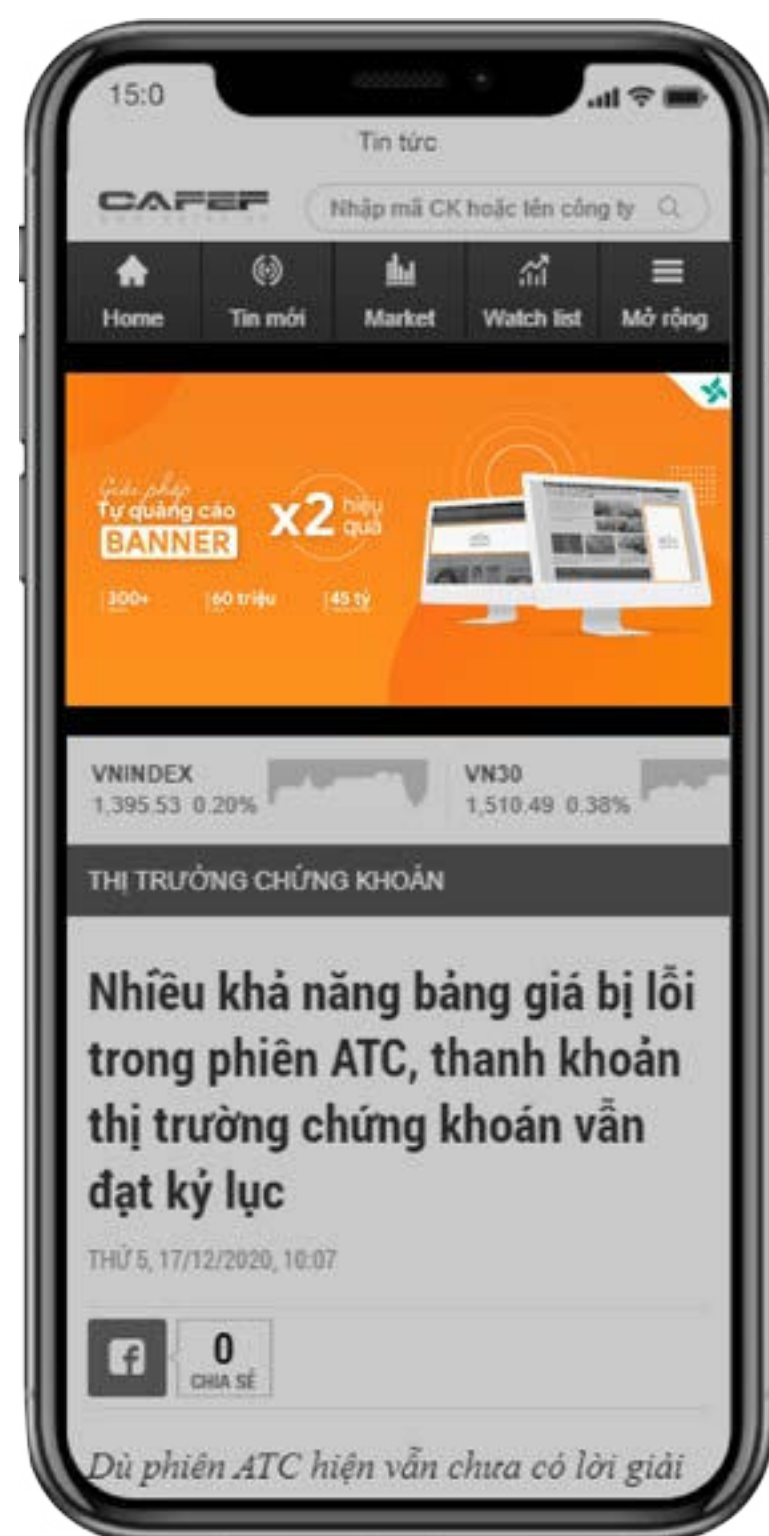 15:0
Tin tức
CAFEF
Nhập mã CK hoặc tên công ty
Home Tin mới Market Watch list Mở rộng
Giải pháp
Tự quảng cáo
BANNER
x2 hiệu quả
300+ 60 triệu 45 tỷ
VNINDEX
1,395.53 0.20%
VN30
1,510.49 0.38%
THỊ TRƯỜNG CHỨNG KHOÁN
Nhiều khả năng bảng giá bị lỗi
trong phiên ATC, thanh khoản
thị trường chứng khoán vẫn
đạt kỷ lục
THỨ 5, 17/12/2020, 10:07
0
CHIA SẺ
Dù phiên ATC hiện vẫn chưa có lời giải